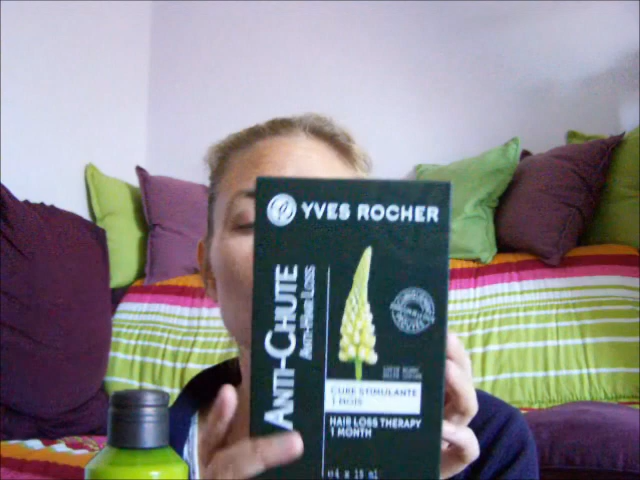 YVES ROCHER
ANTI-CHUTE
ANTI-HAIR LOSS
CURE STIMULANTE
1 MOIS
HAIR LOSS THERAPY
1 MONTH